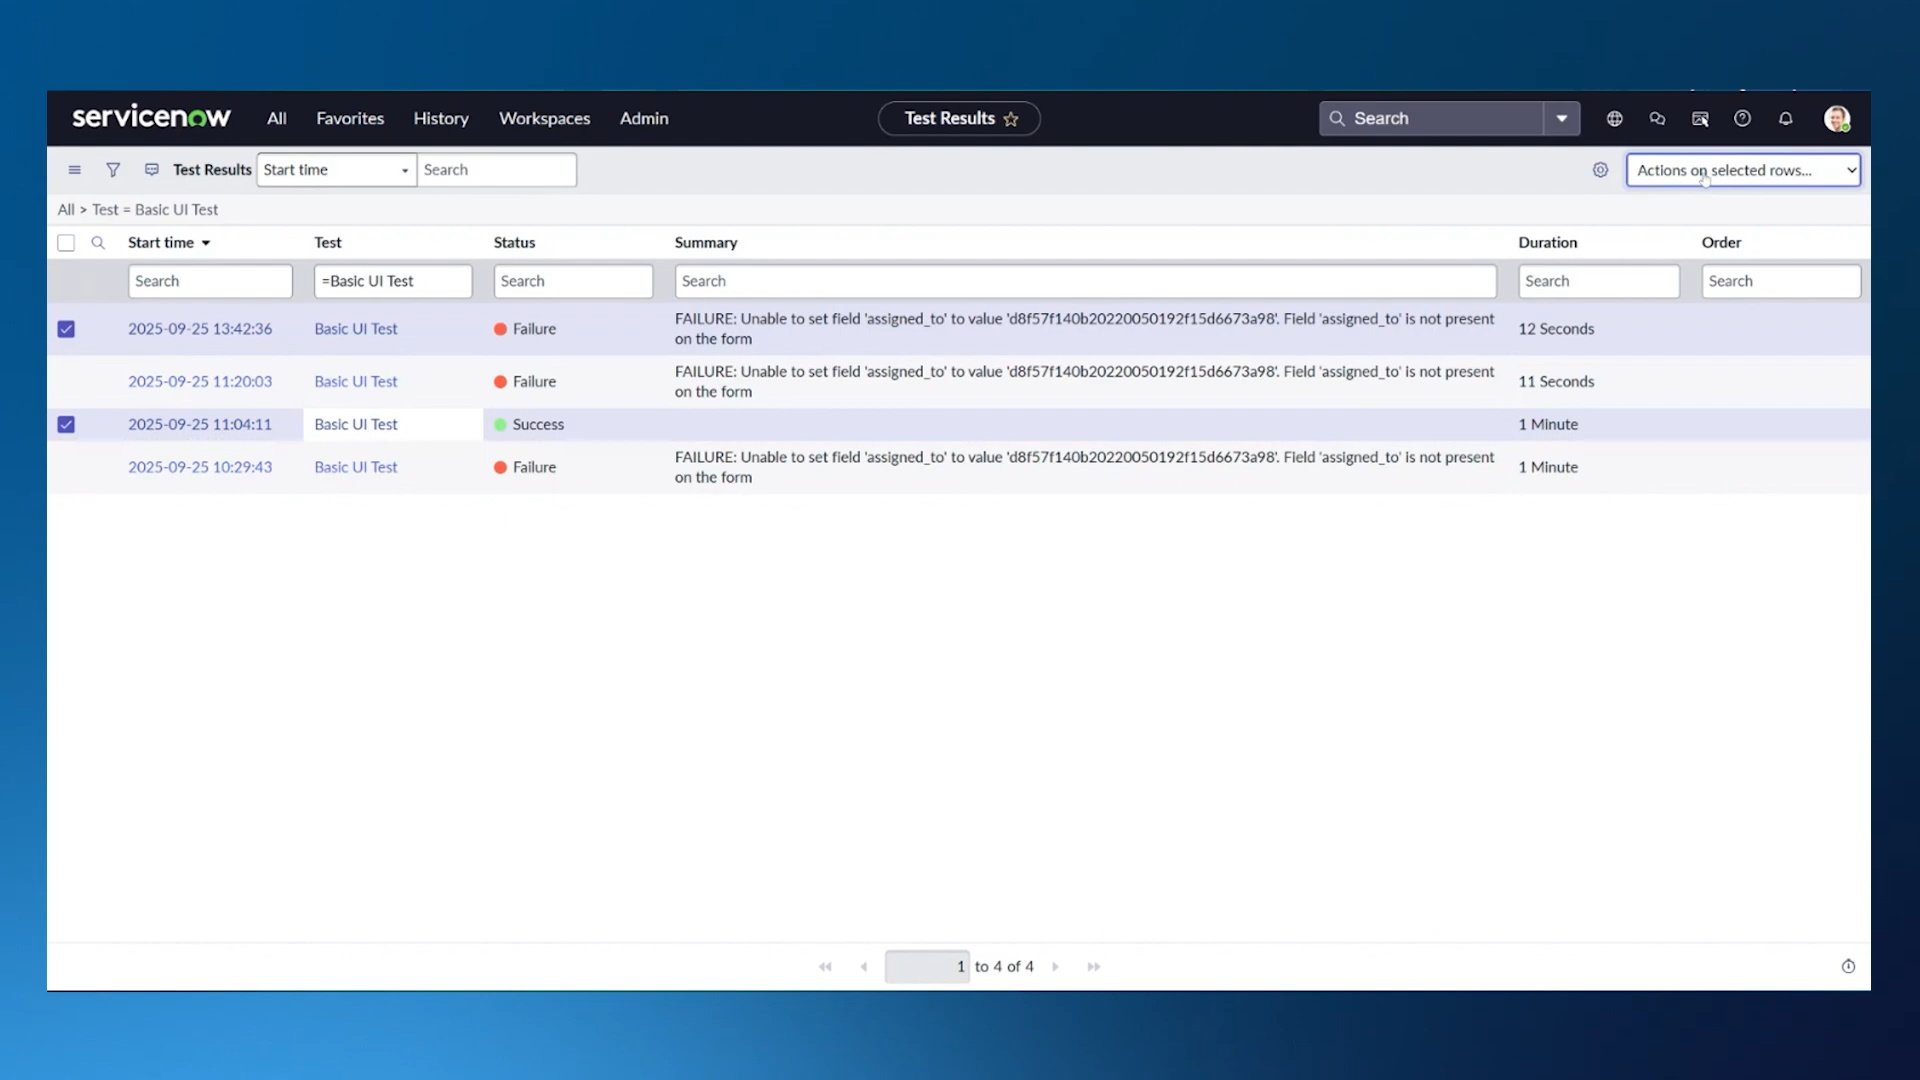 servicenow All Favorites History Workspaces Admin Test Results Search
Test Results Start time Search Actions on selected rows...
All > Test = Basic UI Test
Start time Test Status Summary Duration Order
Search =Basic UI Test Search Search Search Search
2025-09-25 13:42:36 Basic UI Test Failure FAILURE: Unable to set field 'assigned_to' to value 'd8f57f140b20220050192f15d6673a98'. Field 'assigned_to' is not present 12 Seconds
on the form
2025-09-25 11:20:03 Basic UI Test Failure FAILURE: Unable to set field 'assigned_to' to value 'd8f57f140b20220050192f15d6673a98'. Field 'assigned_to' is not present 11 Seconds
on the form
2025-09-25 11:04:11 Basic UI Test Success 1 Minute
2025-09-25 10:29:43 Basic UI Test Failure FAILURE: Unable to set field 'assigned_to' to value 'd8f57f140b20220050192f15d6673a98'. Field 'assigned_to' is not present 1 Minute
on the form
1 to 4 of 4